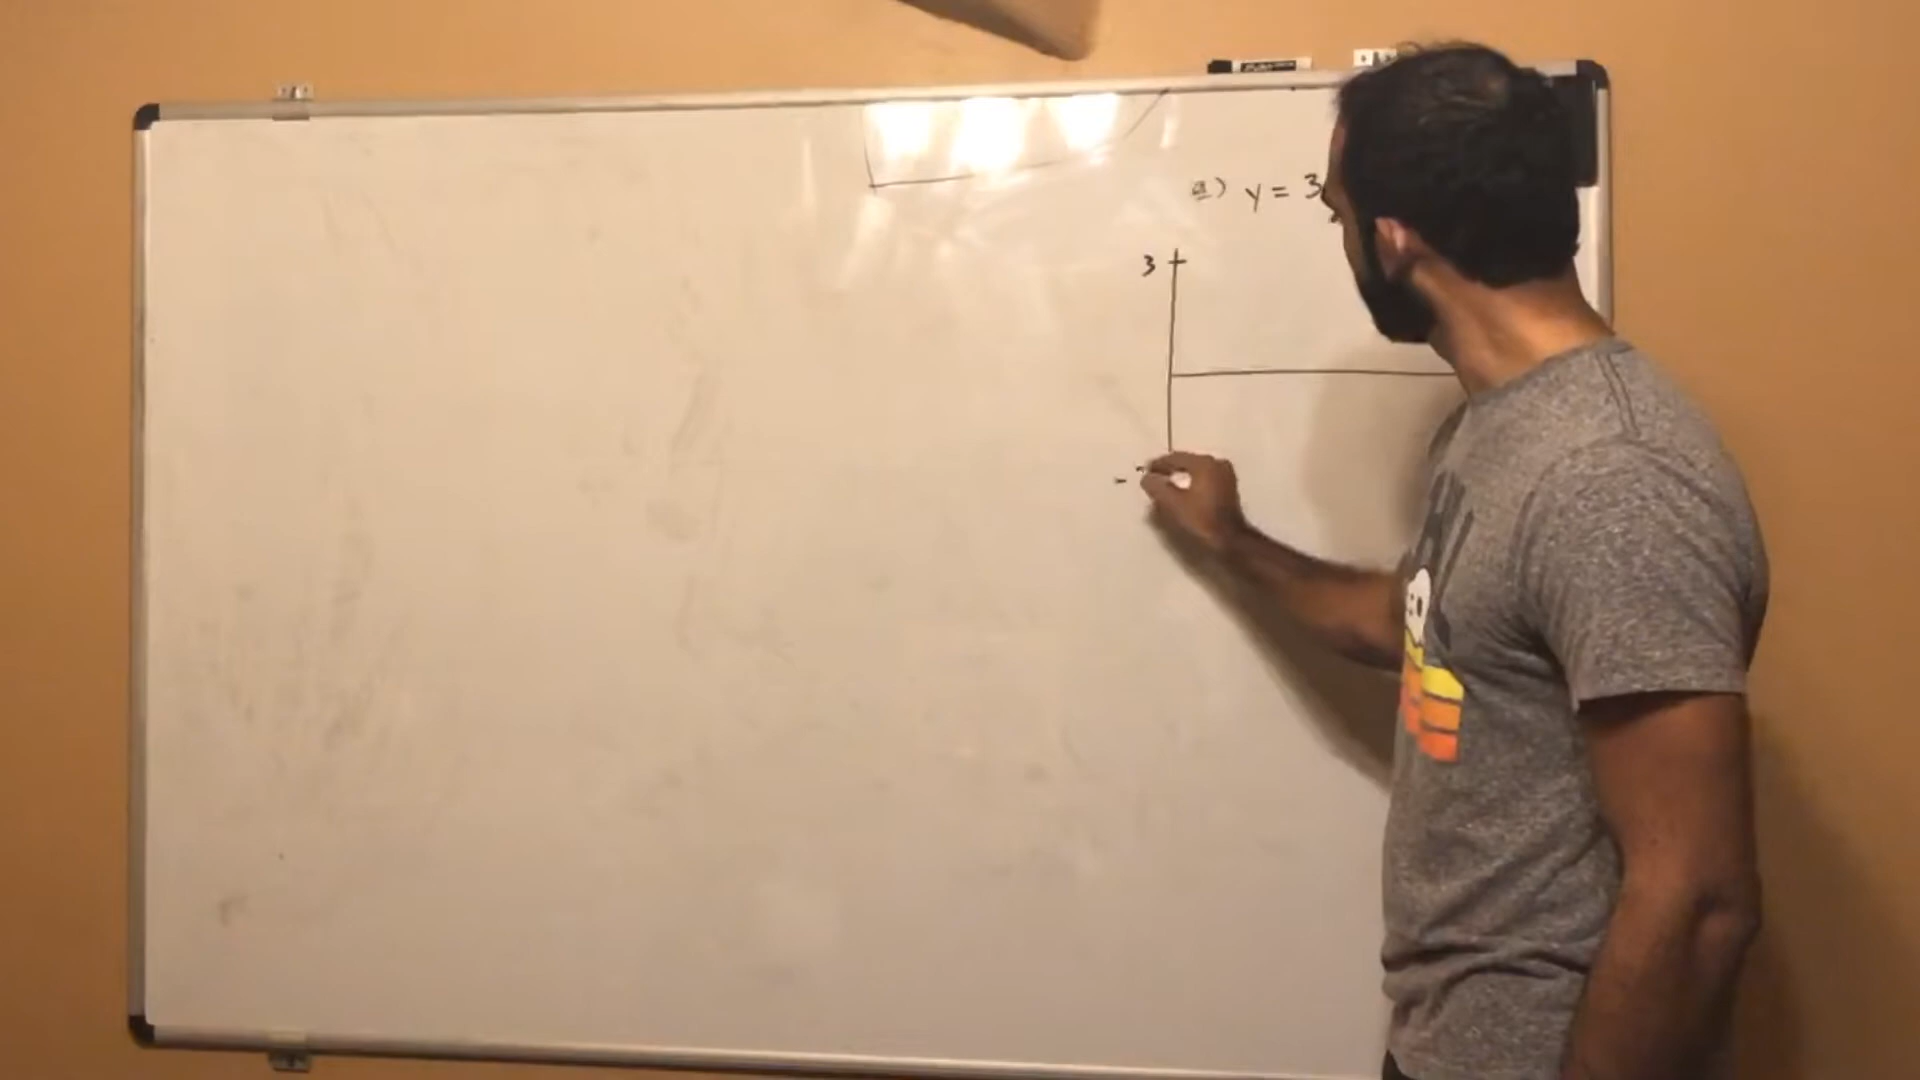 a) y = 3
3
-